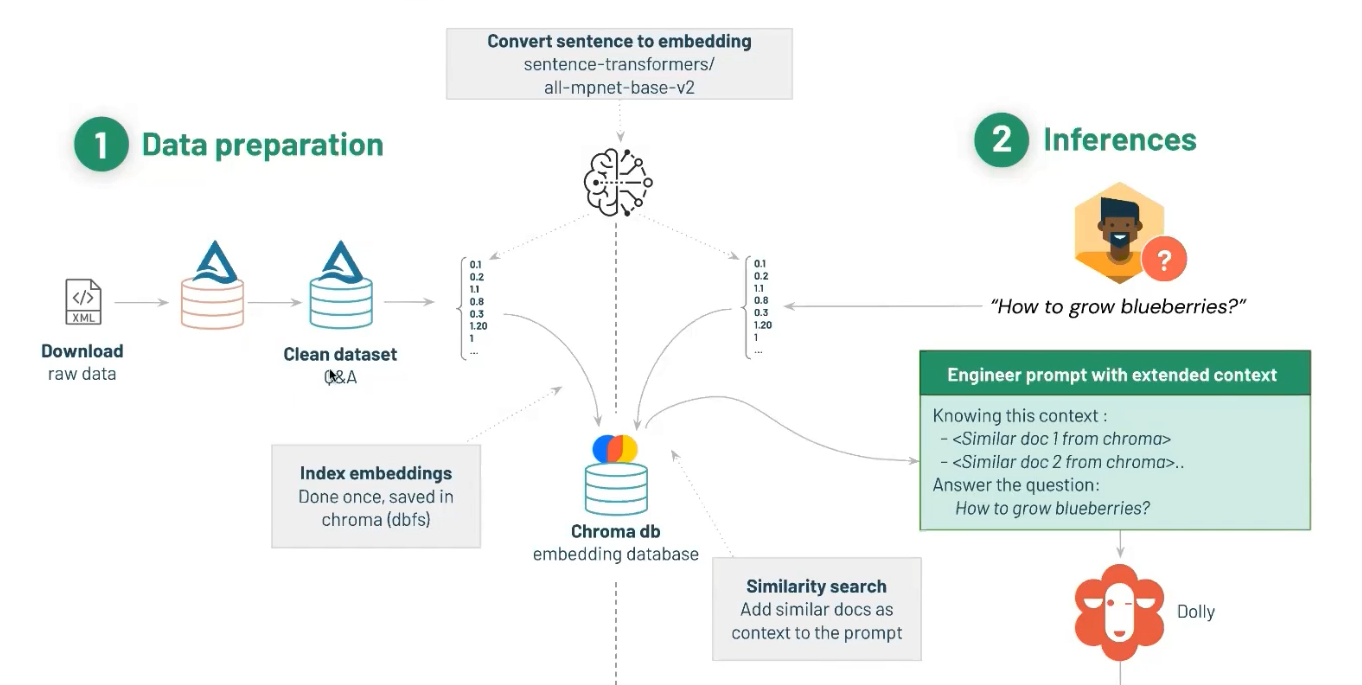 Convert sentence to embedding
sentence-transformers/
all-mpnet-base-v2
1 Data preparation
2 Inferences
XML
Download
raw data
Clean dataset
Q&A
0.1
0.2
1.1
0.8
0.3
1.20
1
...
0.1
0.2
1.1
0.8
0.3
1.20
1
...
?
“How to grow blueberries?”
Index embeddings
Done once, saved in
chroma (dbfs)
Chroma db
embedding database
Similarity search
Add similar docs as
context to the prompt
Engineer prompt with extended context
Knowing this context :
- <Similar doc 1 from chroma>
- <Similar doc 2 from chroma>..
Answer the question:
How to grow blueberries?
Dolly